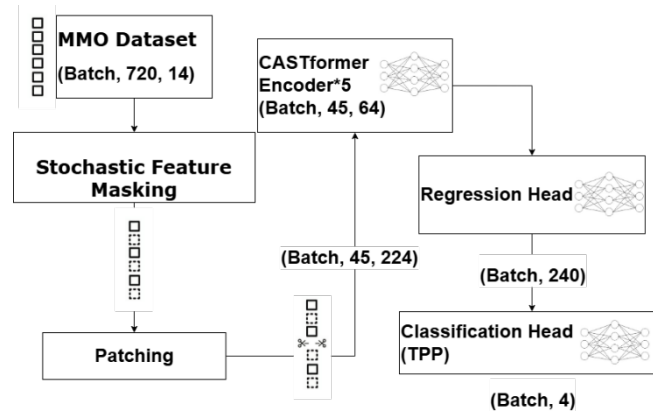 MMO Dataset
(Batch, 720, 14)
Stochastic Feature
Masking
Patching
(Batch, 45, 224)
CASTformer
Encoder*5
(Batch, 45, 64)
Regression Head
(Batch, 240)
Classification Head
(TPP)
(Batch, 4)